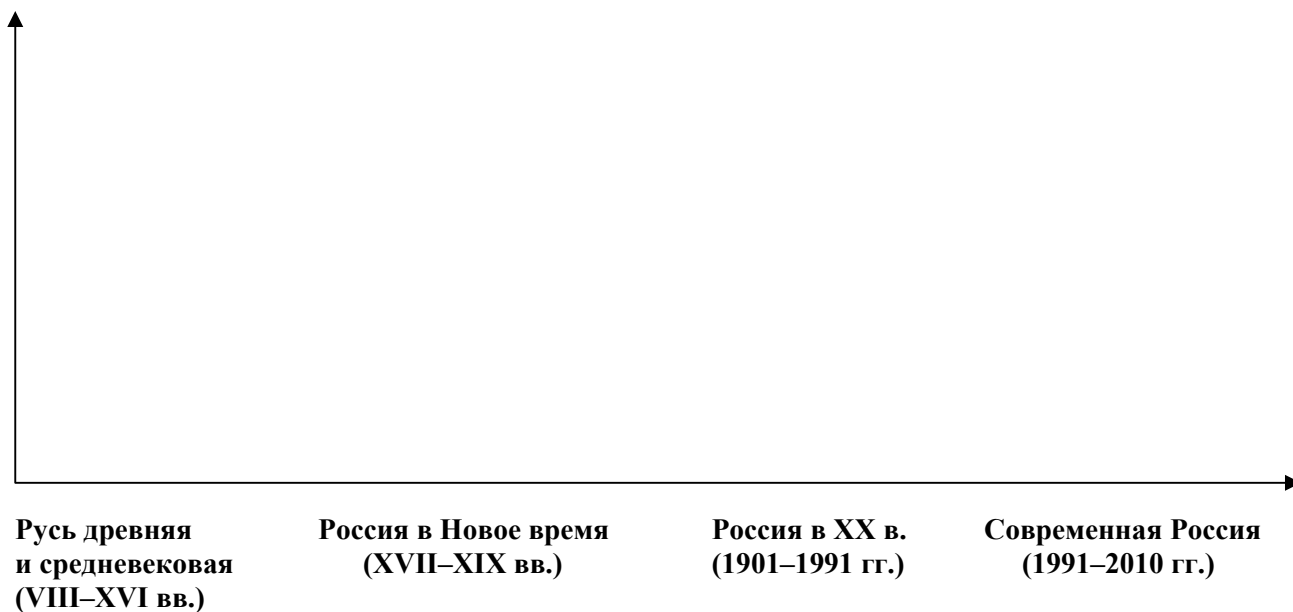 Русь древняя
и средневековая
(VIII–XVI вв.)
Россия в Новое время
(XVII–XIX вв.)
Россия в XX в.
(1901–1991 гг.)
Современная Россия
(1991–2010 гг.)